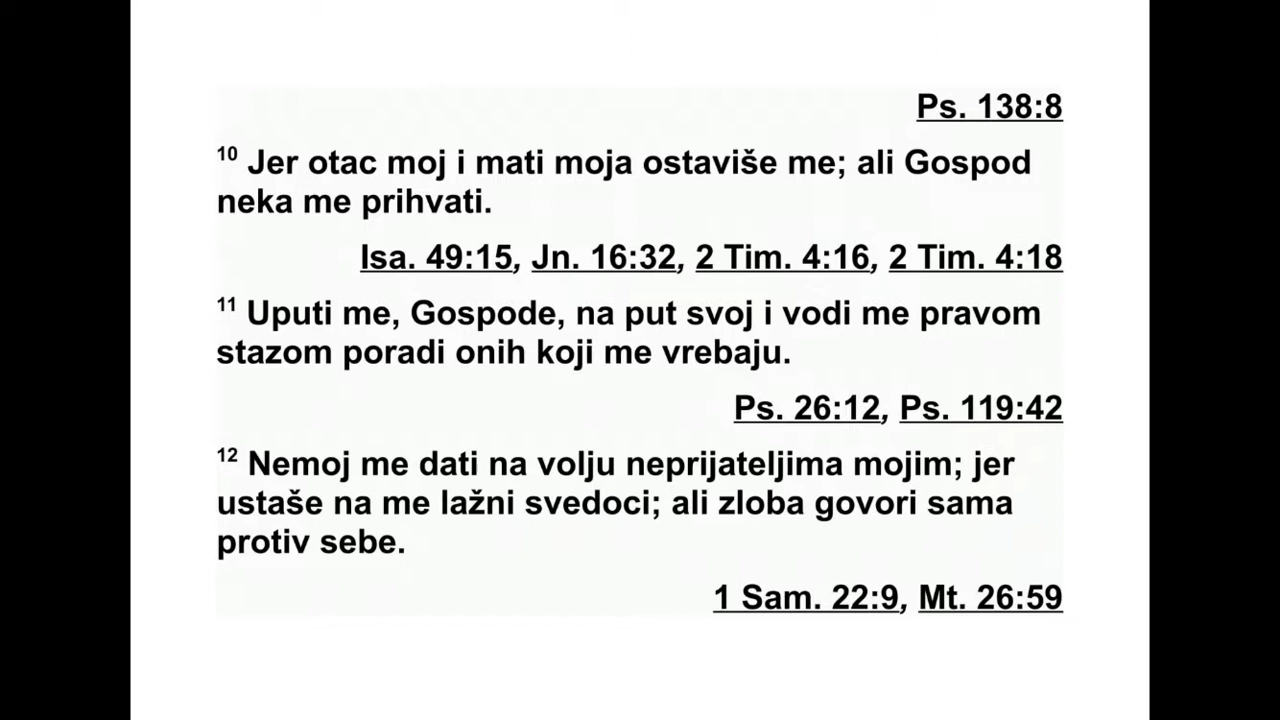 Ps. 138:8
10 Jer otac moj i mati moja ostaviše me; ali Gospod
neka me prihvati.
Isa. 49:15, Jn. 16:32, 2 Tim. 4:16, 2 Tim. 4:18
11 Uputi me, Gospode, na put svoj i vodi me pravom
stazom poradi onih koji me vrebaju.
Ps. 26:12, Ps. 119:42
12 Nemoj me dati na volju neprijateljima mojim; jer
ustaše na me lažni svedoci; ali zloba govori sama
protiv sebe.
1 Sam. 22:9, Mt. 26:59